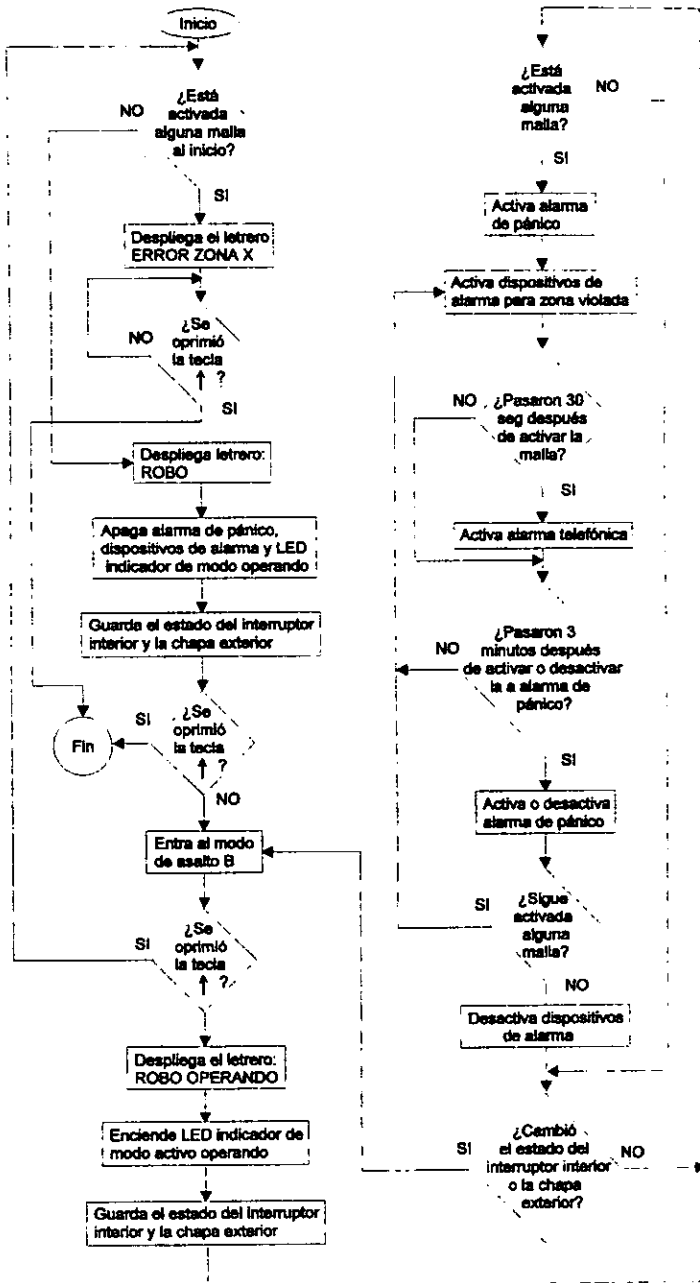 Inicio
¿Está
activada
alguna malla
al inicio?
NO
SI
Despliega el letrero
ERROR ZONA X
¿Se
oprimió
la tecla
↑ ?
NO
SI
Despliega letrero:
ROBO
Apaga alarma de pánico,
dispositivos de alarma y LED
indicador de modo operando
Guarda el estado del interruptor
interior y la chapa exterior
¿Se
oprimió
la tecla
↑ ?
SI
Fin
NO
Entra al modo
de asalto B
¿Se
oprimió
la tecla
↑ ?
SI
Despliega el letrero:
ROBO OPERANDO
Enciende LED indicador de
modo activo operando
Guarda el estado del interruptor
interior y la chapa exterior
¿Está
activada
alguna
malla?
NO
SI
Activa alarma
de pánico
Activa dispositivos de
alarma para zona violada
¿Pasaron 30
seg después
de activar la
malla?
NO
SI
Activa alarma telefónica
¿Pasaron 3
minutos después
de activar o desactivar
la a alarma de
pánico?
NO
SI
Activa o desactiva
alarma de pánico
¿Sigue
activada
alguna
malla?
SI
NO
Desactiva dispositivos
de alarma
¿Cambió
el estado del
interruptor interior
o la chapa
exterior?
SI
NO